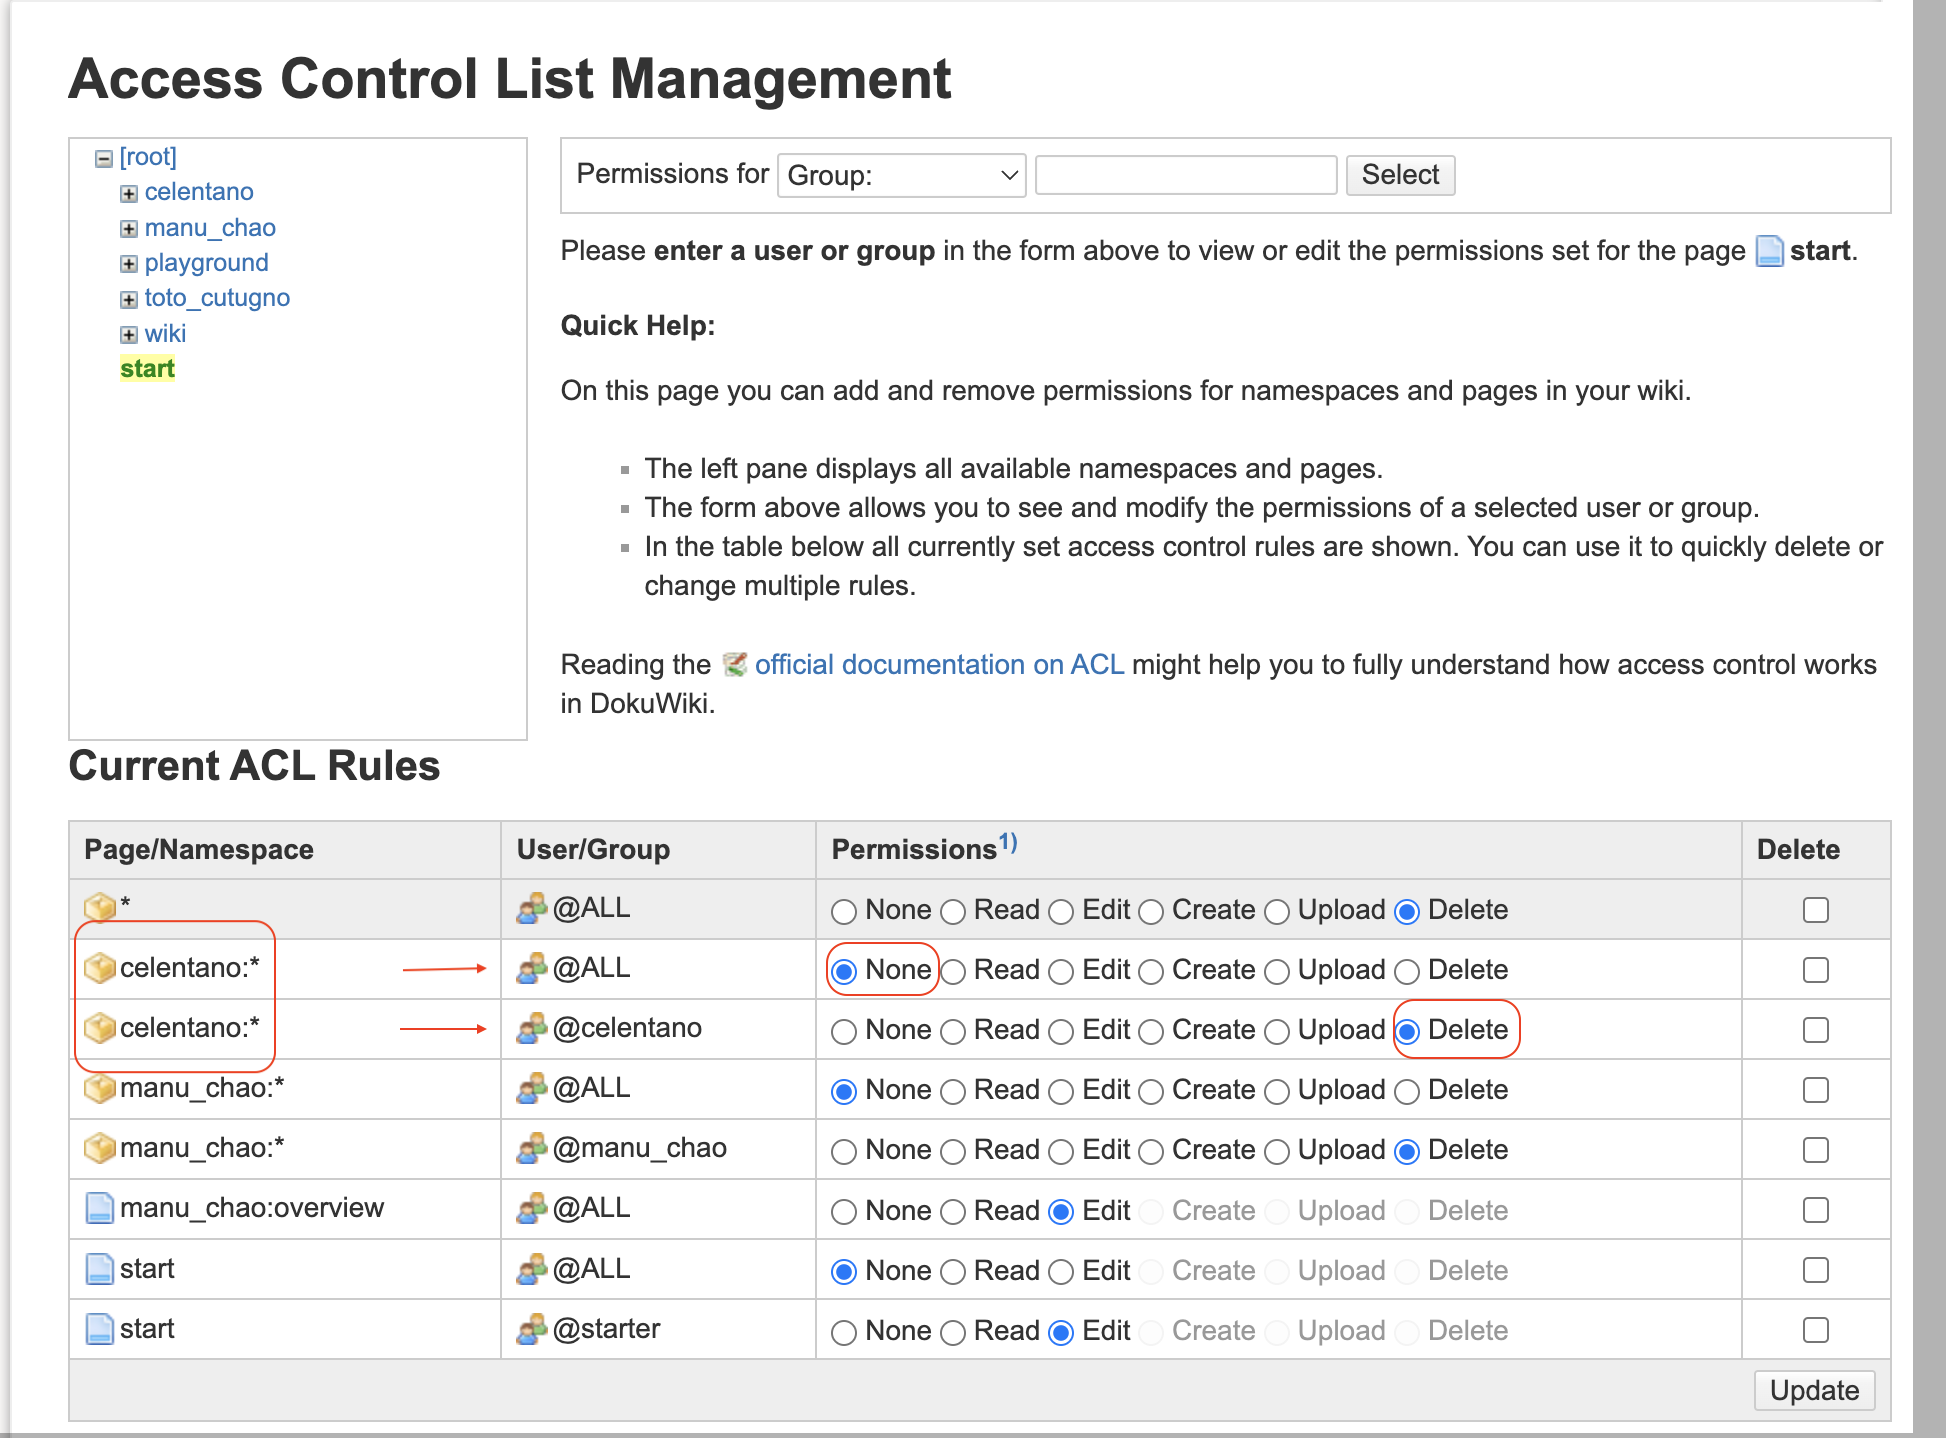 Access Control List Management
[root]
celentano
manu_chao
playground
toto_cutugno
wiki
start
Permissions for Group: Select
Please enter a user or group in the form above to view or edit the permissions set for the page start.
Quick Help:
On this page you can add and remove permissions for namespaces and pages in your wiki.
The left pane displays all available namespaces and pages.
The form above allows you to see and modify the permissions of a selected user or group.
In the table below all currently set access control rules are shown. You can use it to quickly delete or
change multiple rules.
Reading the official documentation on ACL might help you to fully understand how access control works
in DokuWiki.
Current ACL Rules
Page/Namespace User/Group Permissions1) Delete
* @ALL None Read Edit Create Upload Delete
celentano:* @ALL None Read Edit Create Upload Delete
celentano:* @celentano None Read Edit Create Upload Delete
manu_chao:* @ALL None Read Edit Create Upload Delete
manu_chao:* @manu_chao None Read Edit Create Upload Delete
manu_chao:overview @ALL None Read Edit Create Upload Delete
start @ALL None Read Edit Create Upload Delete
start @starter None Read Edit Create Upload Delete
Update